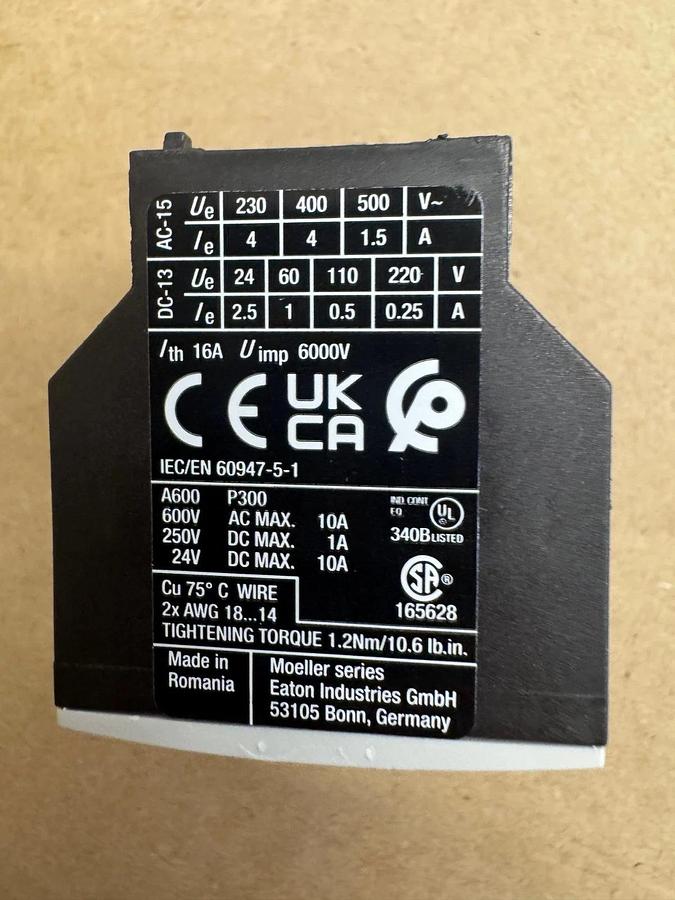 AC-15 Ue 230 400 500 V~
Ie 4 4 1.5 A
DC-13 Ue 24 60 110 220 V
Ie 2.5 1 0.5 0.25 A
Ith 16A Uimp 6000V
CE UK
CA
IEC/EN 60947-5-1
A600 P300 IND. CONT.
600V AC MAX. 10A EQ. UL
250V DC MAX. 1A 340B LISTED
24V DC MAX. 10A
SA ®
Cu 75° C WIRE
2x AWG 18...14 165628
TIGHTENING TORQUE 1.2Nm/10.6 lb.in.
Made in
Romania
Moeller series
Eaton Industries GmbH
53105 Bonn, Germany